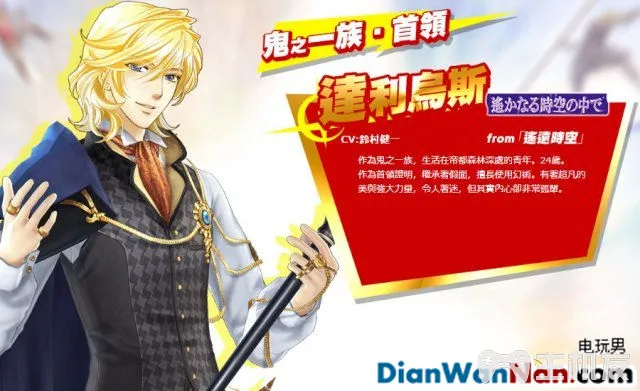 鬼之一族・首領
達利烏斯
遙かなる時空の中で
CV:鈴村健一
from「遙遠時空」
作為鬼之一族，生活在帝都森林深處的青年。24歲。
作為首領證明，繼承著假面，擅長使用幻術。有著超凡的
美與強大力量，令人著迷，但其實內心卻非常孤單。
电玩男
DianWanNan.com